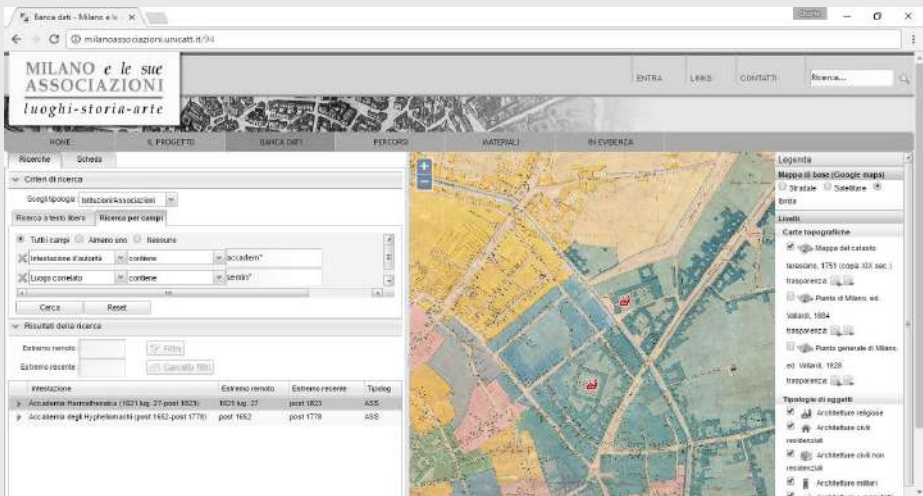 Banca dati - Milano e le
milanoassociazioni.unicatt.it/94
MILANO e le sue
ASSOCIAZIONI
luoghi-storia-arte
ENTRA LINKS CONTATTI Ricerca...
HOME IL PROGETTO BANCA DATI PERCORSI MATERIALI IN EVIDENZA
Ricerche Scheda
Criteri di ricerca
Scegli tipologia: Istituzioni/Associazioni
Ricerca a testo libero Ricerca per campi
Tutti i campi Almeno uno Nessuno
Intestazione d'autorità contiene accadem*
Luogo correlato contiene semin*
Cerca Reset
Risultati della ricerca
Estremo remoto Filtra
Estremo recente Cancella filtri
Intestazione Estremo remoto Estremo recente Tipolog
Accademia Hermathenaica (1621 lug. 27-post 1823) 1621 lug. 27 post 1823 ASS
Accademia degli Hyphellomanti (post 1652-post 1778) post 1652 post 1778 ASS
Legenda
Mappa di base (Google maps)
Stradale Satellitare
Ibrida
Livelli
Carte topografiche
Mappa del catasto
teresiano, 1751 (copia XIX sec.)
trasparenza
Pianta di Milano, ed.
Vallardi, 1884
trasparenza
Pianta generale di Milano,
ed. Vallardi, 1828
trasparenza
Tipologie di oggetti
Architetture religiose
Architetture civili
residenziali
Architetture civili non
residenziali
Architetture militari